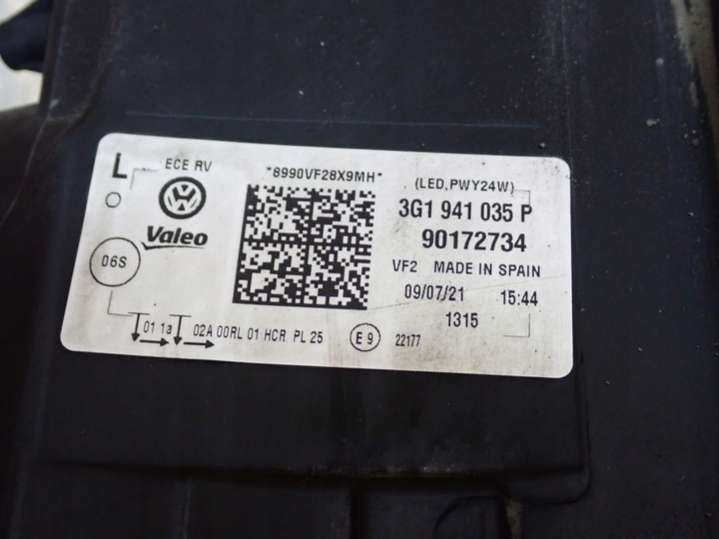 L ECE RV
*8990VF28X9MH*
(LED,PWY24W)
Valeo
3G1 941 035 P
90172734
06S
VF2 MADE IN SPAIN
09/07/21 15:44
1315
01 1a 02A 00RL 01 HCR PL 25 E 9 22177